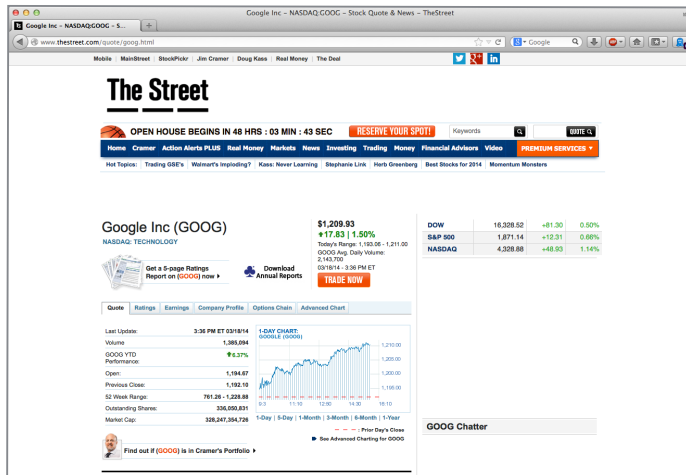 Google Inc – NASDAQ:GOOG – Stock Quote & News – TheStreet
Google Inc – NASDAQ:GOOG – S...
www.thestreet.com/quote/goog.html
Google
Mobile | MainStreet | StockPickr | Jim Cramer | Doug Kass | Real Money | The Deal
The Street
OPEN HOUSE BEGINS IN 48 HRS : 03 MIN : 43 SEC RESERVE YOUR SPOT! Keywords QUOTE
Home Cramer Action Alerts PLUS Real Money Markets News Investing Trading Money Financial Advisors Video PREMIUM SERVICES
Hot Topics: Trading GSE's Walmart's Imploding? Kass: Never Learning Stephanie Link Herb Greenberg Best Stocks for 2014 Momentum Monsters
Google Inc (GOOG)
NASDAQ: TECHNOLOGY
Get a 5-page Ratings
Report on (GOOG) now
Download
Annual Reports
$1,209.93
17.83 | 1.50%
Today's Range: 1,193.06 - 1,211.00
GOOG Avg. Daily Volume:
2,143,700
03/18/14 - 3:36 PM ET
TRADE NOW
DOW 16,328.52 +81.30 0.50%
S&P 500 1,871.14 +12.31 0.66%
NASDAQ 4,328.88 +48.93 1.14%
Quote Ratings Earnings Company Profile Options Chain Advanced Chart
Last Update: 3:36 PM ET 03/18/14
Volume 1,385,094
GOOG YTD
Performance: 6.37%
Open: 1,194.67
Previous Close: 1,192.10
52 Week Range: 761.26 - 1,228.88
Outstanding Shares: 336,050,831
Market Cap: 328,247,354,726
1-DAY CHART:
GOOGLE (GOOG)
1,210.00
1,205.00
1,200.00
1,195.00
11:10 12:50 14:30 16:10
1-Day | 5-Day | 1-Month | 3-Month | 6-Month | 1-Year
: Prior Day's Close
See Advanced Charting for GOOG
Find out if (GOOG) is in Cramer's Portfolio
GOOG Chatter